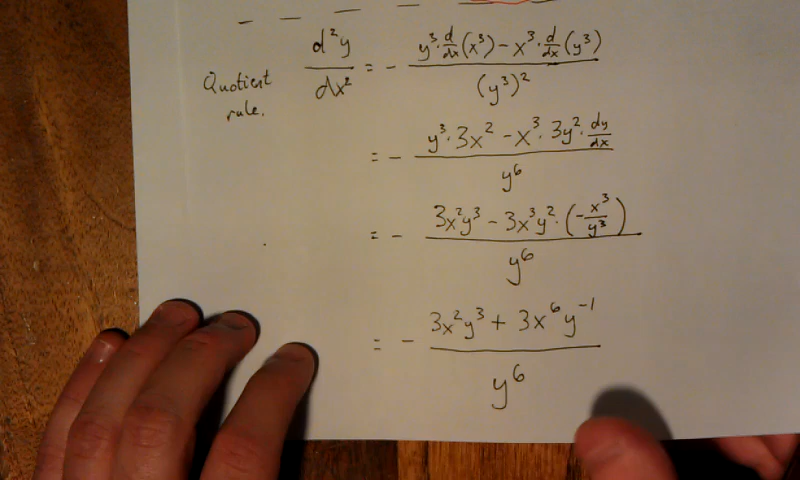 d²y/dx² = - (y³·d/dx(x³) - x³·d/dx(y³))/(y³)²
Quotient
rule.
= - (y³·3x² - x³·3y²·dy/dx)/y⁶
= - (3x²y³ - 3x³y²·(-x³/y³))/y⁶
= - (3x²y³ + 3x⁶y⁻¹)/y⁶